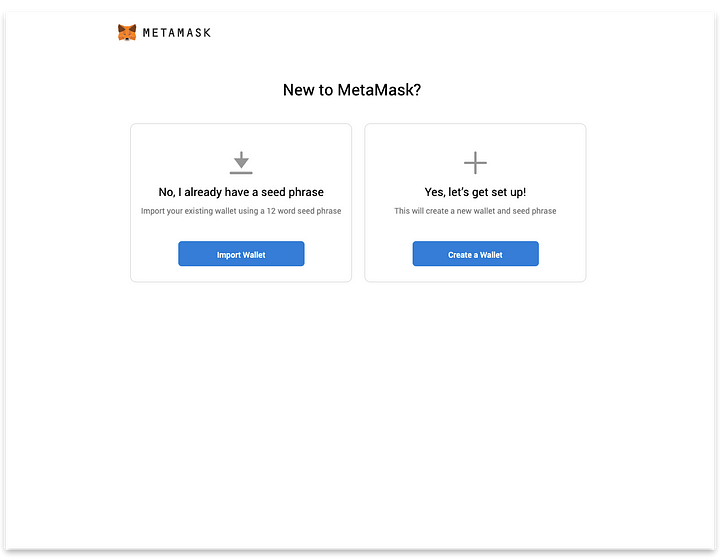 METAMASK
New to MetaMask?
No, I already have a seed phrase
Import your existing wallet using a 12 word seed phrase
Import Wallet
Yes, let's get set up!
This will create a new wallet and seed phrase
Create a Wallet